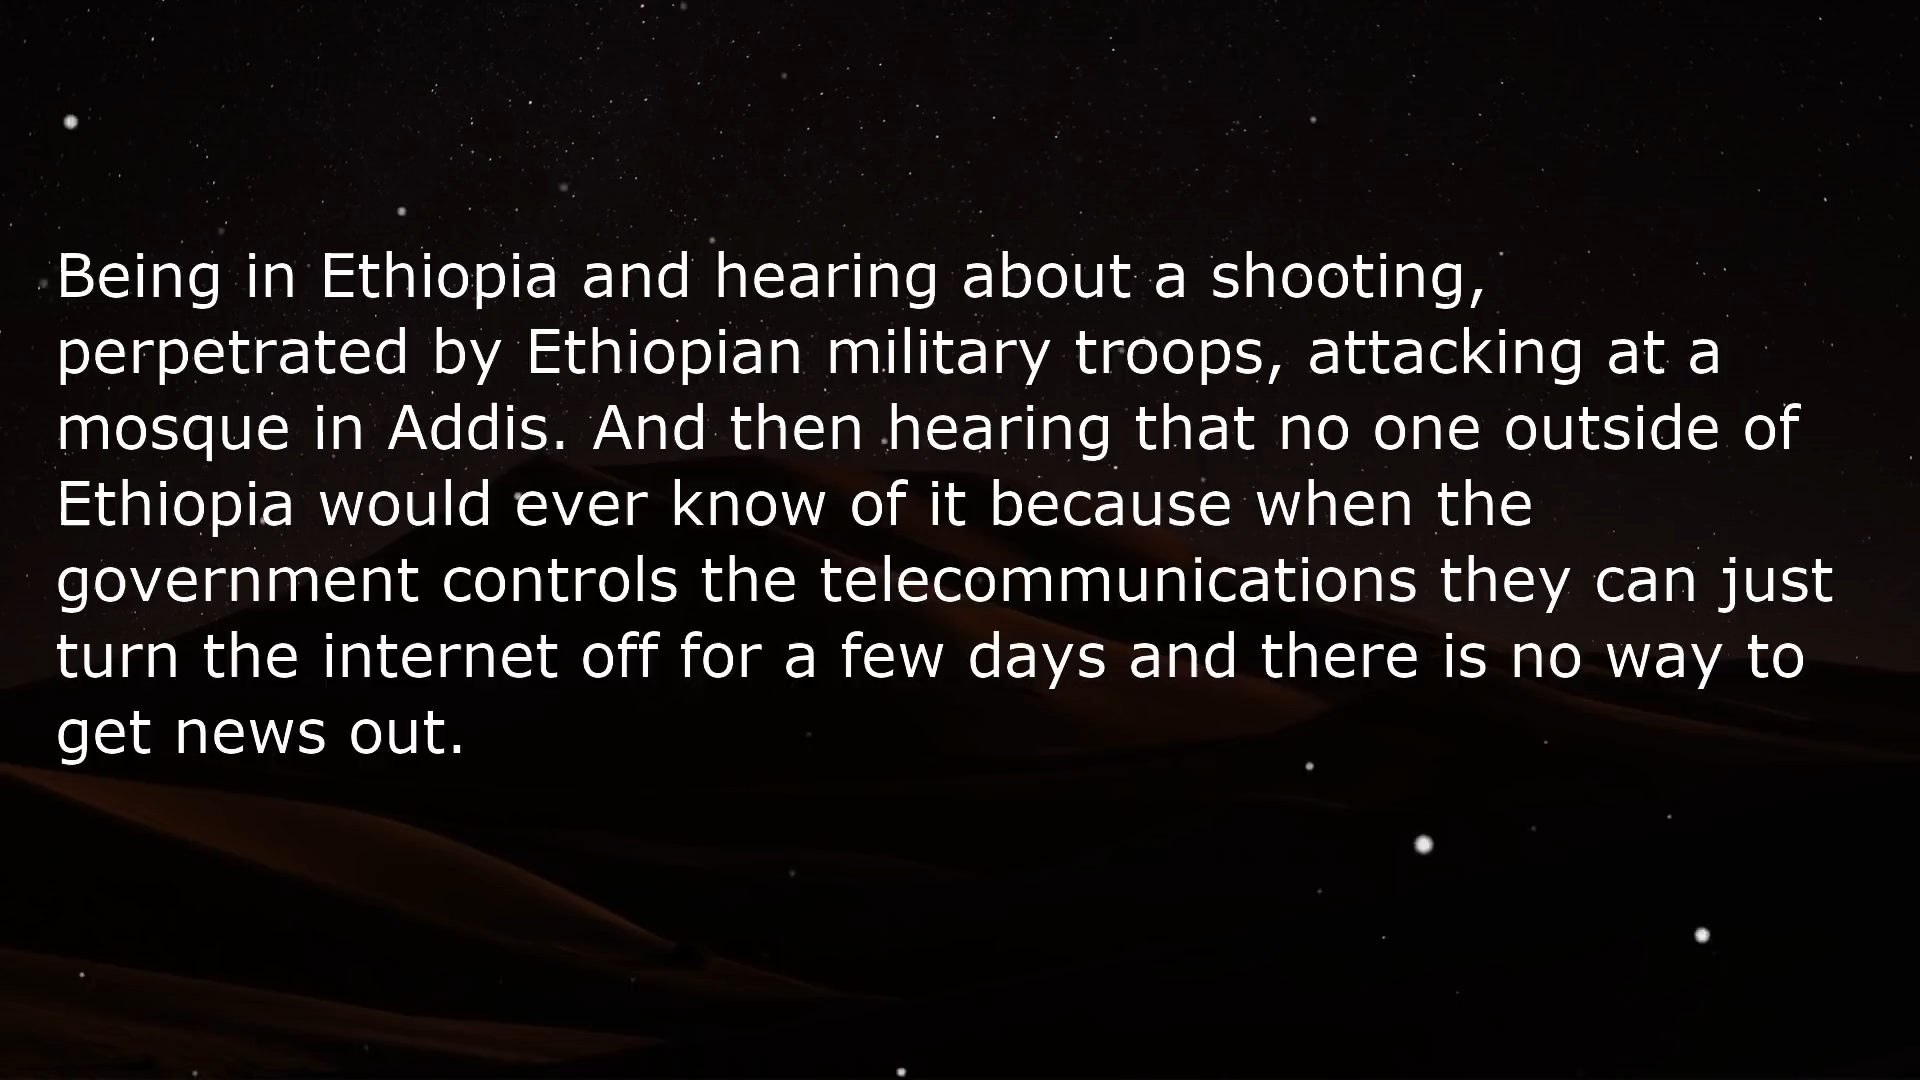 Being in Ethiopia and hearing about a shooting,
perpetrated by Ethiopian military troops, attacking at a
mosque in Addis. And then hearing that no one outside of
Ethiopia would ever know of it because when the
government controls the telecommunications they can just
turn the internet off for a few days and there is no way to
get news out.